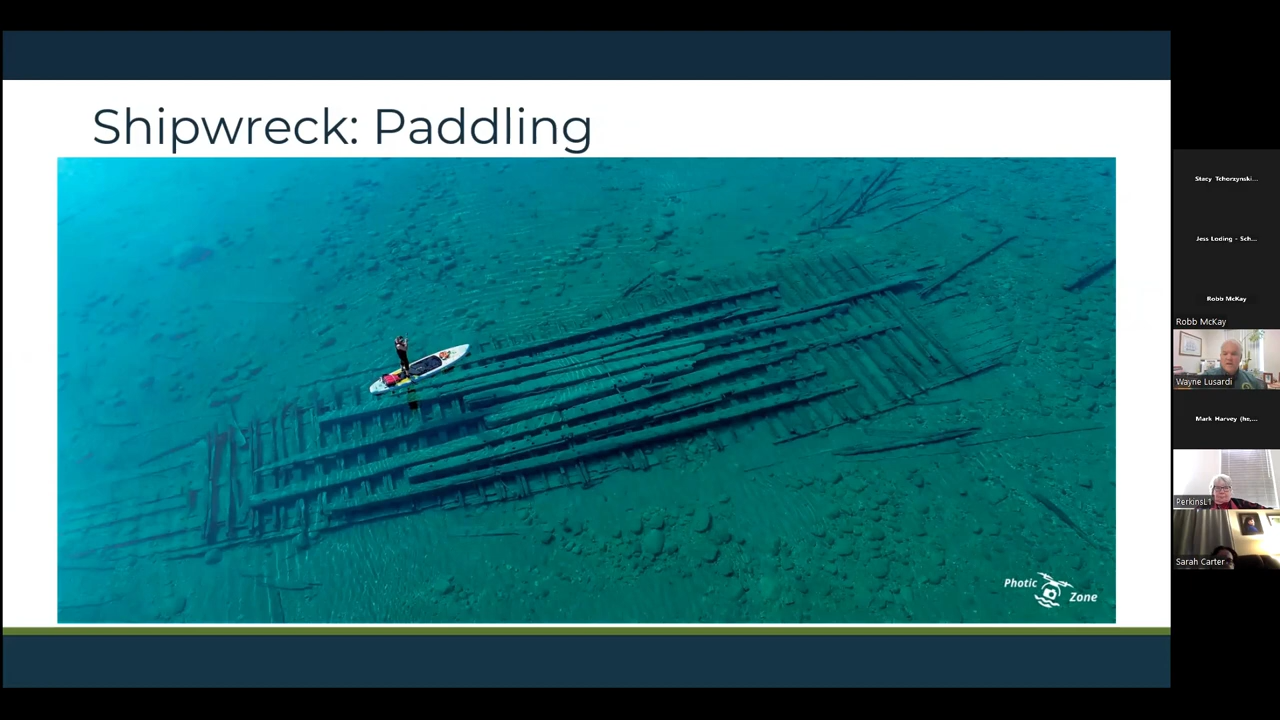 Shipwreck: Paddling
Photic
Zone
Stacy Tchorzynski...
Jess Loding - Sch...
Robb McKay
Robb McKay
Wayne Lusardi
Mark Harvey (he,...
PerkinsL1
Sarah Carter